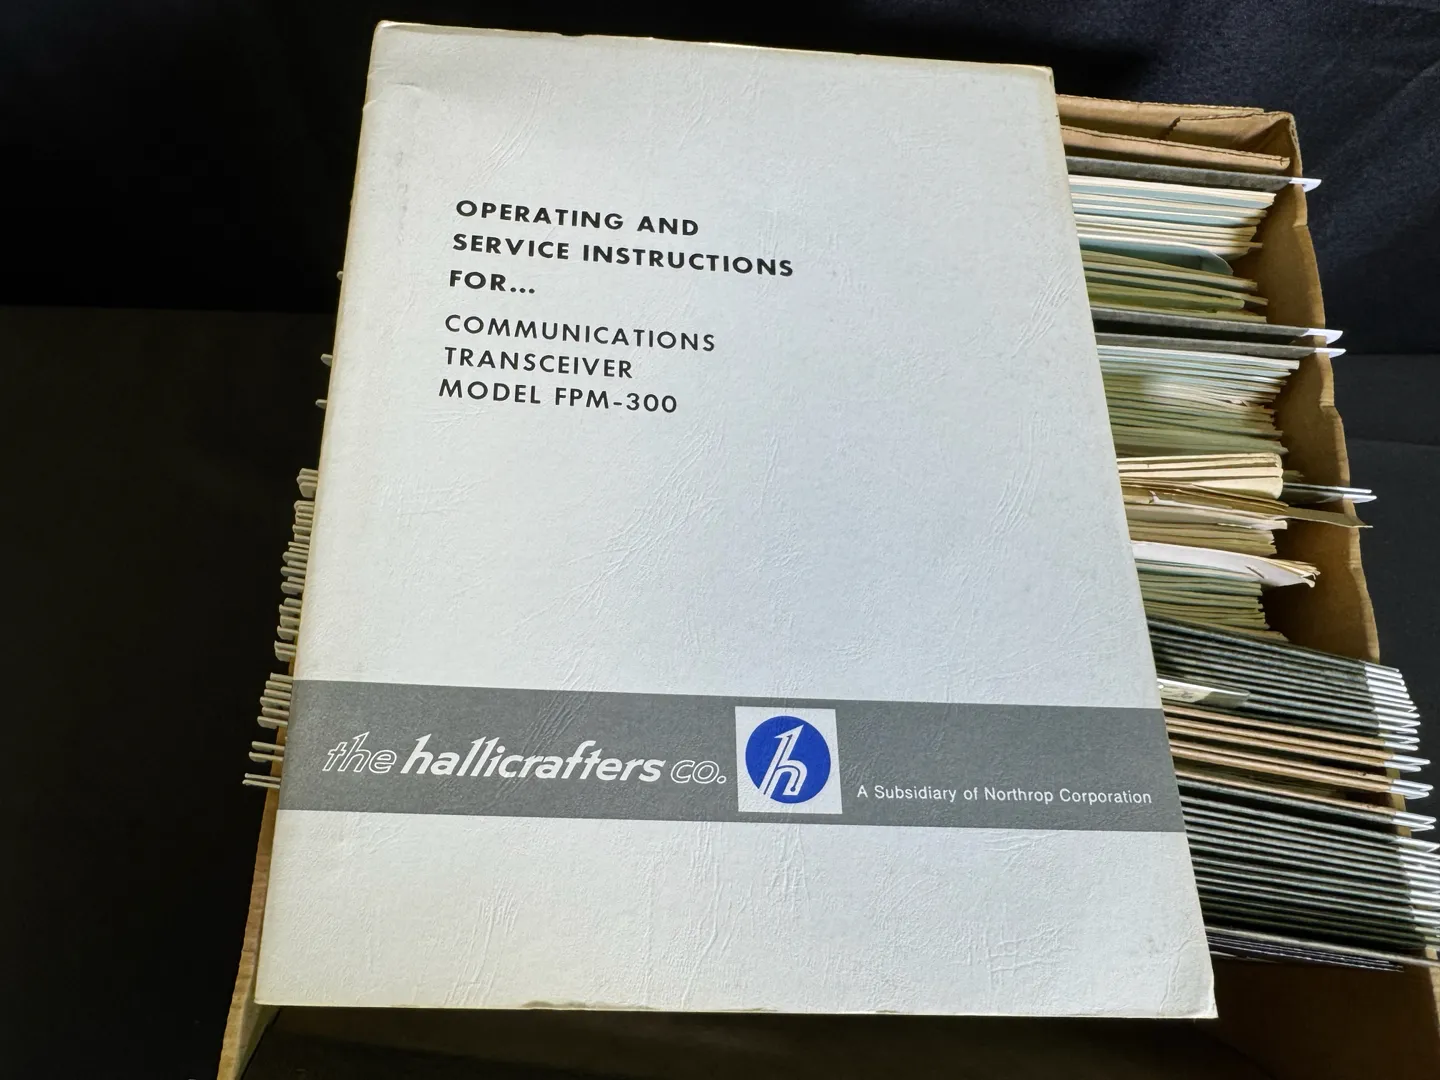 OPERATING AND
SERVICE INSTRUCTIONS
FOR...
COMMUNICATIONS
TRANSCEIVER
MODEL FPM-300
the hallicrafters co.
h
A Subsidiary of Northrop Corporation